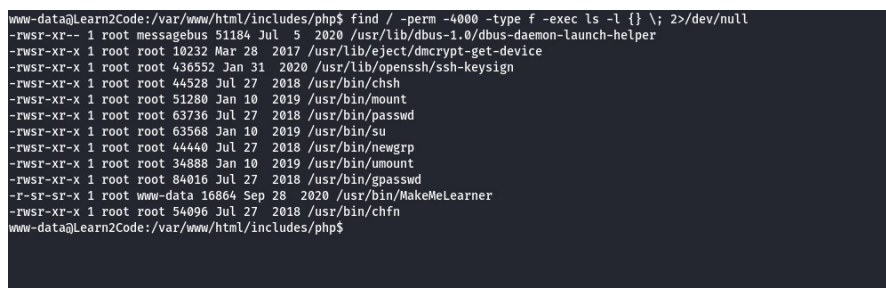 www-data@Learn2Code:/var/www/html/includes/php$ find / -perm -4000 -type f -exec ls -l {} \; 2>/dev/null
-rwsr-xr-- 1 root messagebus 51184 Jul  5  2020 /usr/lib/dbus-1.0/dbus-daemon-launch-helper
-rwsr-xr-x 1 root root 10232 Mar 28  2017 /usr/lib/eject/dmcrypt-get-device
-rwsr-xr-x 1 root root 436552 Jan 31  2020 /usr/lib/openssh/ssh-keysign
-rwsr-xr-x 1 root root 44528 Jul 27  2018 /usr/bin/chsh
-rwsr-xr-x 1 root root 51280 Jan 10  2019 /usr/bin/mount
-rwsr-xr-x 1 root root 63736 Jul 27  2018 /usr/bin/passwd
-rwsr-xr-x 1 root root 63568 Jan 10  2019 /usr/bin/su
-rwsr-xr-x 1 root root 44440 Jul 27  2018 /usr/bin/newgrp
-rwsr-xr-x 1 root root 34888 Jan 10  2019 /usr/bin/umount
-rwsr-xr-x 1 root root 84016 Jul 27  2018 /usr/bin/gpasswd
-r-sr-sr-x 1 root www-data 16864 Sep 28  2020 /usr/bin/MakeMeLearner
-rwsr-xr-x 1 root root 54096 Jul 27  2018 /usr/bin/chfn
www-data@Learn2Code:/var/www/html/includes/php$